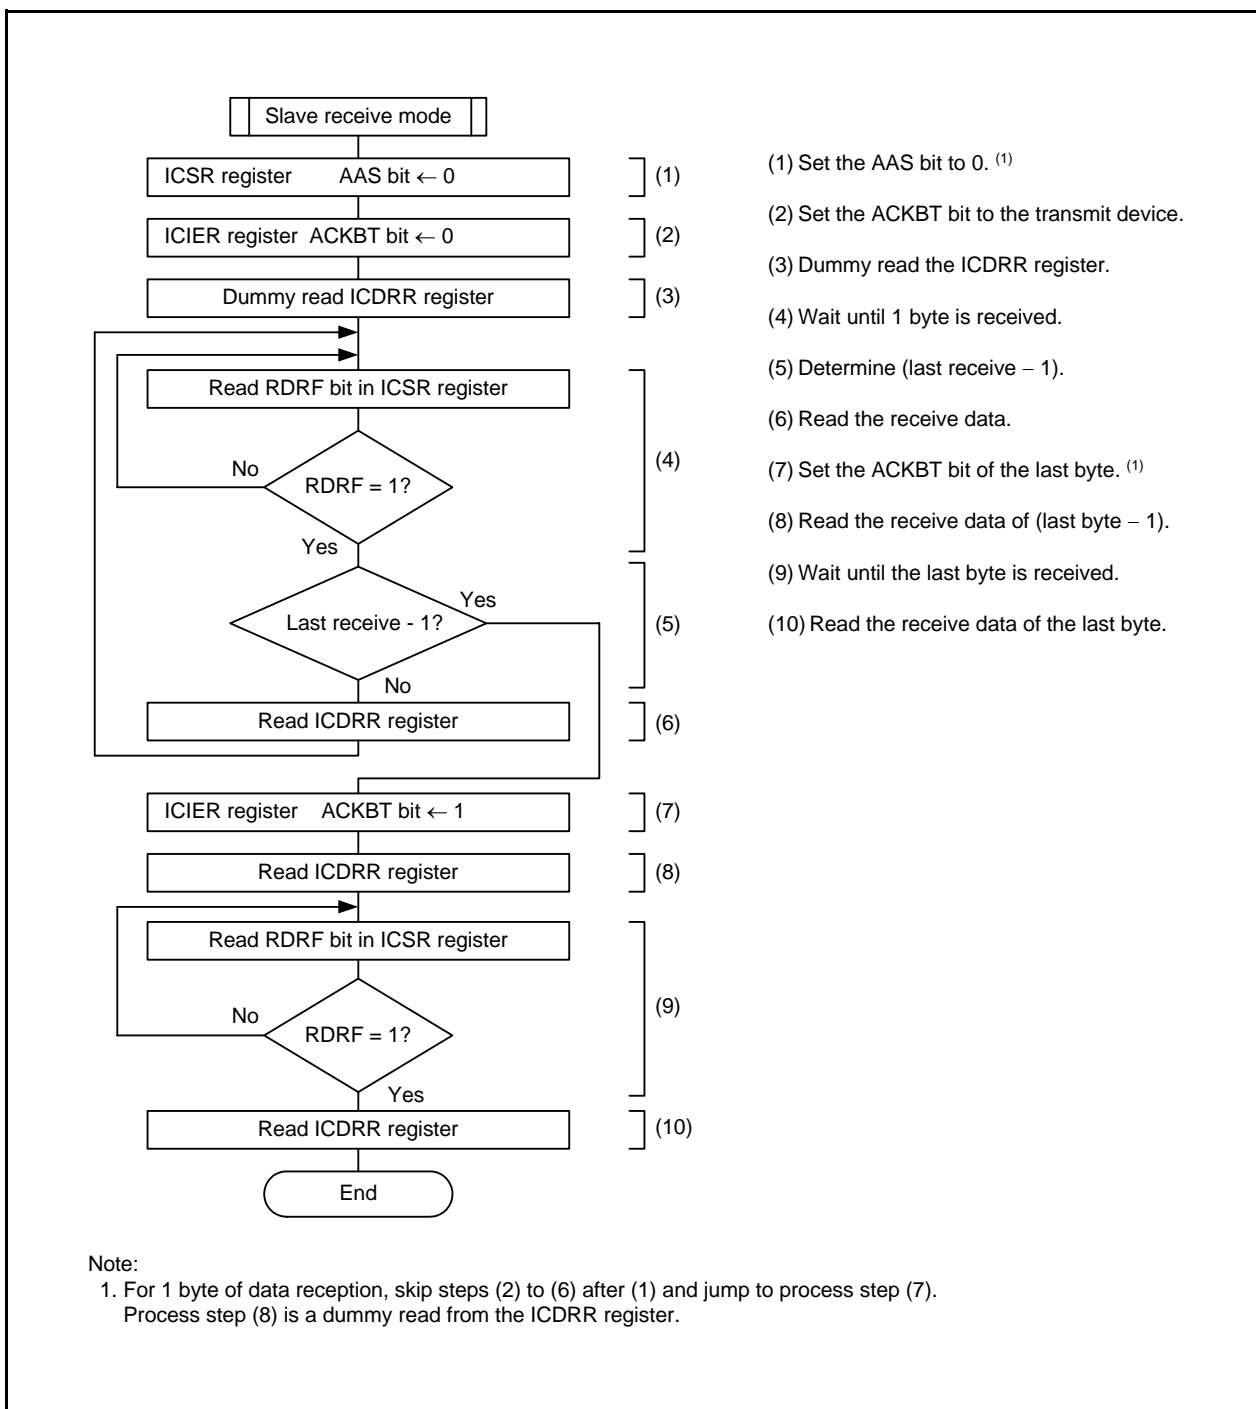 Slave receive mode
ICSR register AAS bit ← 0
(1)
ICIER register ACKBT bit ← 0
(2)
Dummy read ICDRR register
(3)
Read RDRF bit in ICSR register
No
RDRF = 1?
(4)
Yes
Last receive - 1?
Yes
(5)
No
Read ICDRR register
(6)
ICIER register ACKBT bit ← 1
(7)
Read ICDRR register
(8)
Read RDRF bit in ICSR register
No
RDRF = 1?
(9)
Yes
Read ICDRR register
(10)
End
(1) Set the AAS bit to 0. (1)
(2) Set the ACKBT bit to the transmit device.
(3) Dummy read the ICDRR register.
(4) Wait until 1 byte is received.
(5) Determine (last receive – 1).
(6) Read the receive data.
(7) Set the ACKBT bit of the last byte. (1)
(8) Read the receive data of (last byte – 1).
(9) Wait until the last byte is received.
(10) Read the receive data of the last byte.
Note:
1. For 1 byte of data reception, skip steps (2) to (6) after (1) and jump to process step (7).
Process step (8) is a dummy read from the ICDRR register.